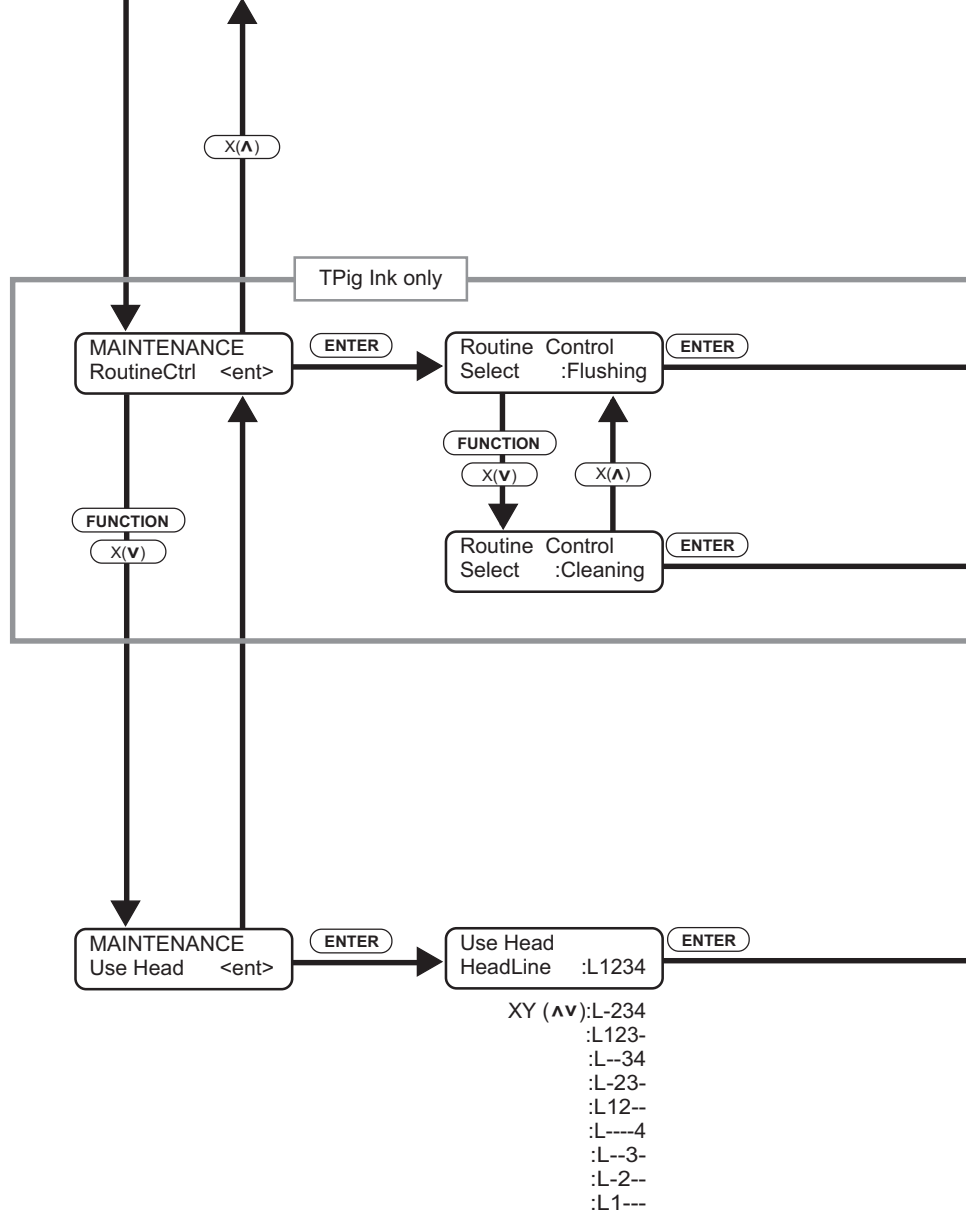 X(∧)
TPig Ink only
MAINTENANCE
RoutineCtrl <ent>
ENTER
Routine Control
Select :Flushing
ENTER
FUNCTION
X(∨)
X(∧)
FUNCTION
X(∨)
Routine Control
Select :Cleaning
ENTER
MAINTENANCE
Use Head <ent>
ENTER
Use Head
HeadLine :L1234
ENTER
XY (∧∨):L-234
:L123-
:L--34
:L-23-
:L12--
:L----4
:L--3-
:L-2--
:L1---